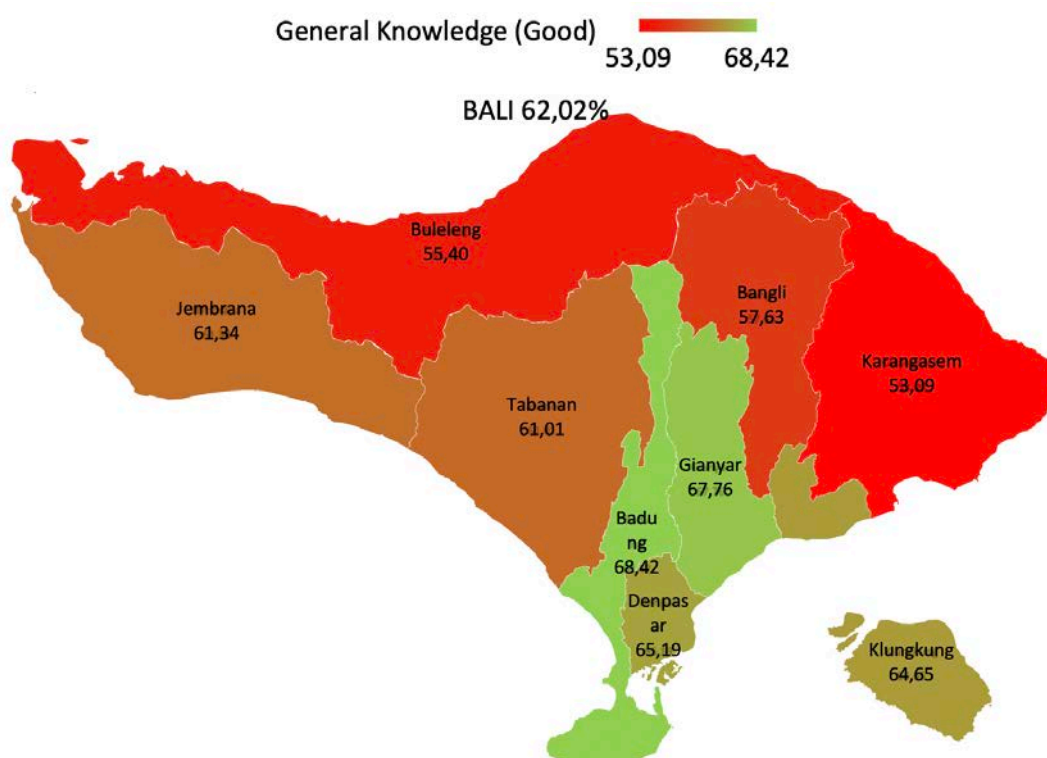 General Knowledge (Good)
53,09 68,42
BALI 62,02%
Buleleng
55,40
Jembrana
61,34
Bangli
57,63
Karangasem
53,09
Tabanan
61,01
Gianyar
67,76
Badu
ng
68,42
Denpas
ar
65,19
Klungkung
64,65